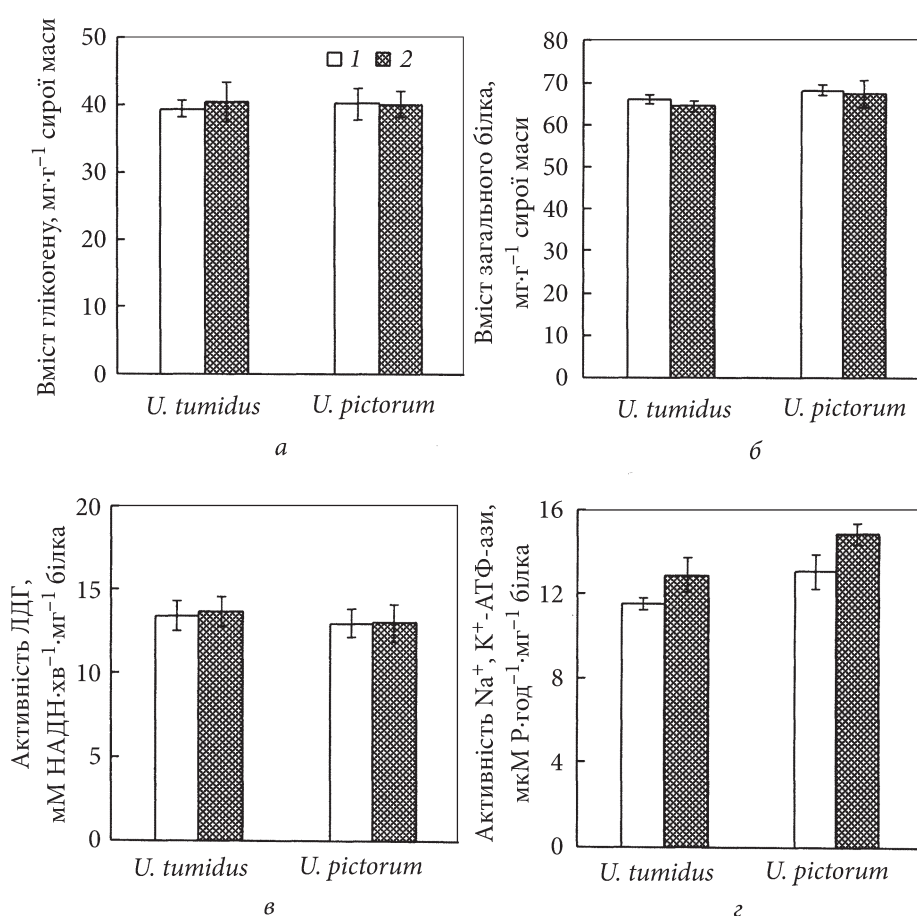 Вміст глікогену, мг·г⁻¹ сирої маси
50
40
30
20
10
0
1 2
U. tumidus U. pictorum
а
Вміст загального білка,
мг·г⁻¹ сирої маси
80
70
60
50
40
30
20
10
0
U. tumidus U. pictorum
б
Активність ЛДГ,
мМ НАДН·хв⁻¹·мг⁻¹ білка
20
15
10
5
0
U. tumidus U. pictorum
в
Активність Na⁺, K⁺-АТФ-ази,
мкМ P·год⁻¹·мг⁻¹ білка
16
12
8
4
0
U. tumidus U. pictorum
г